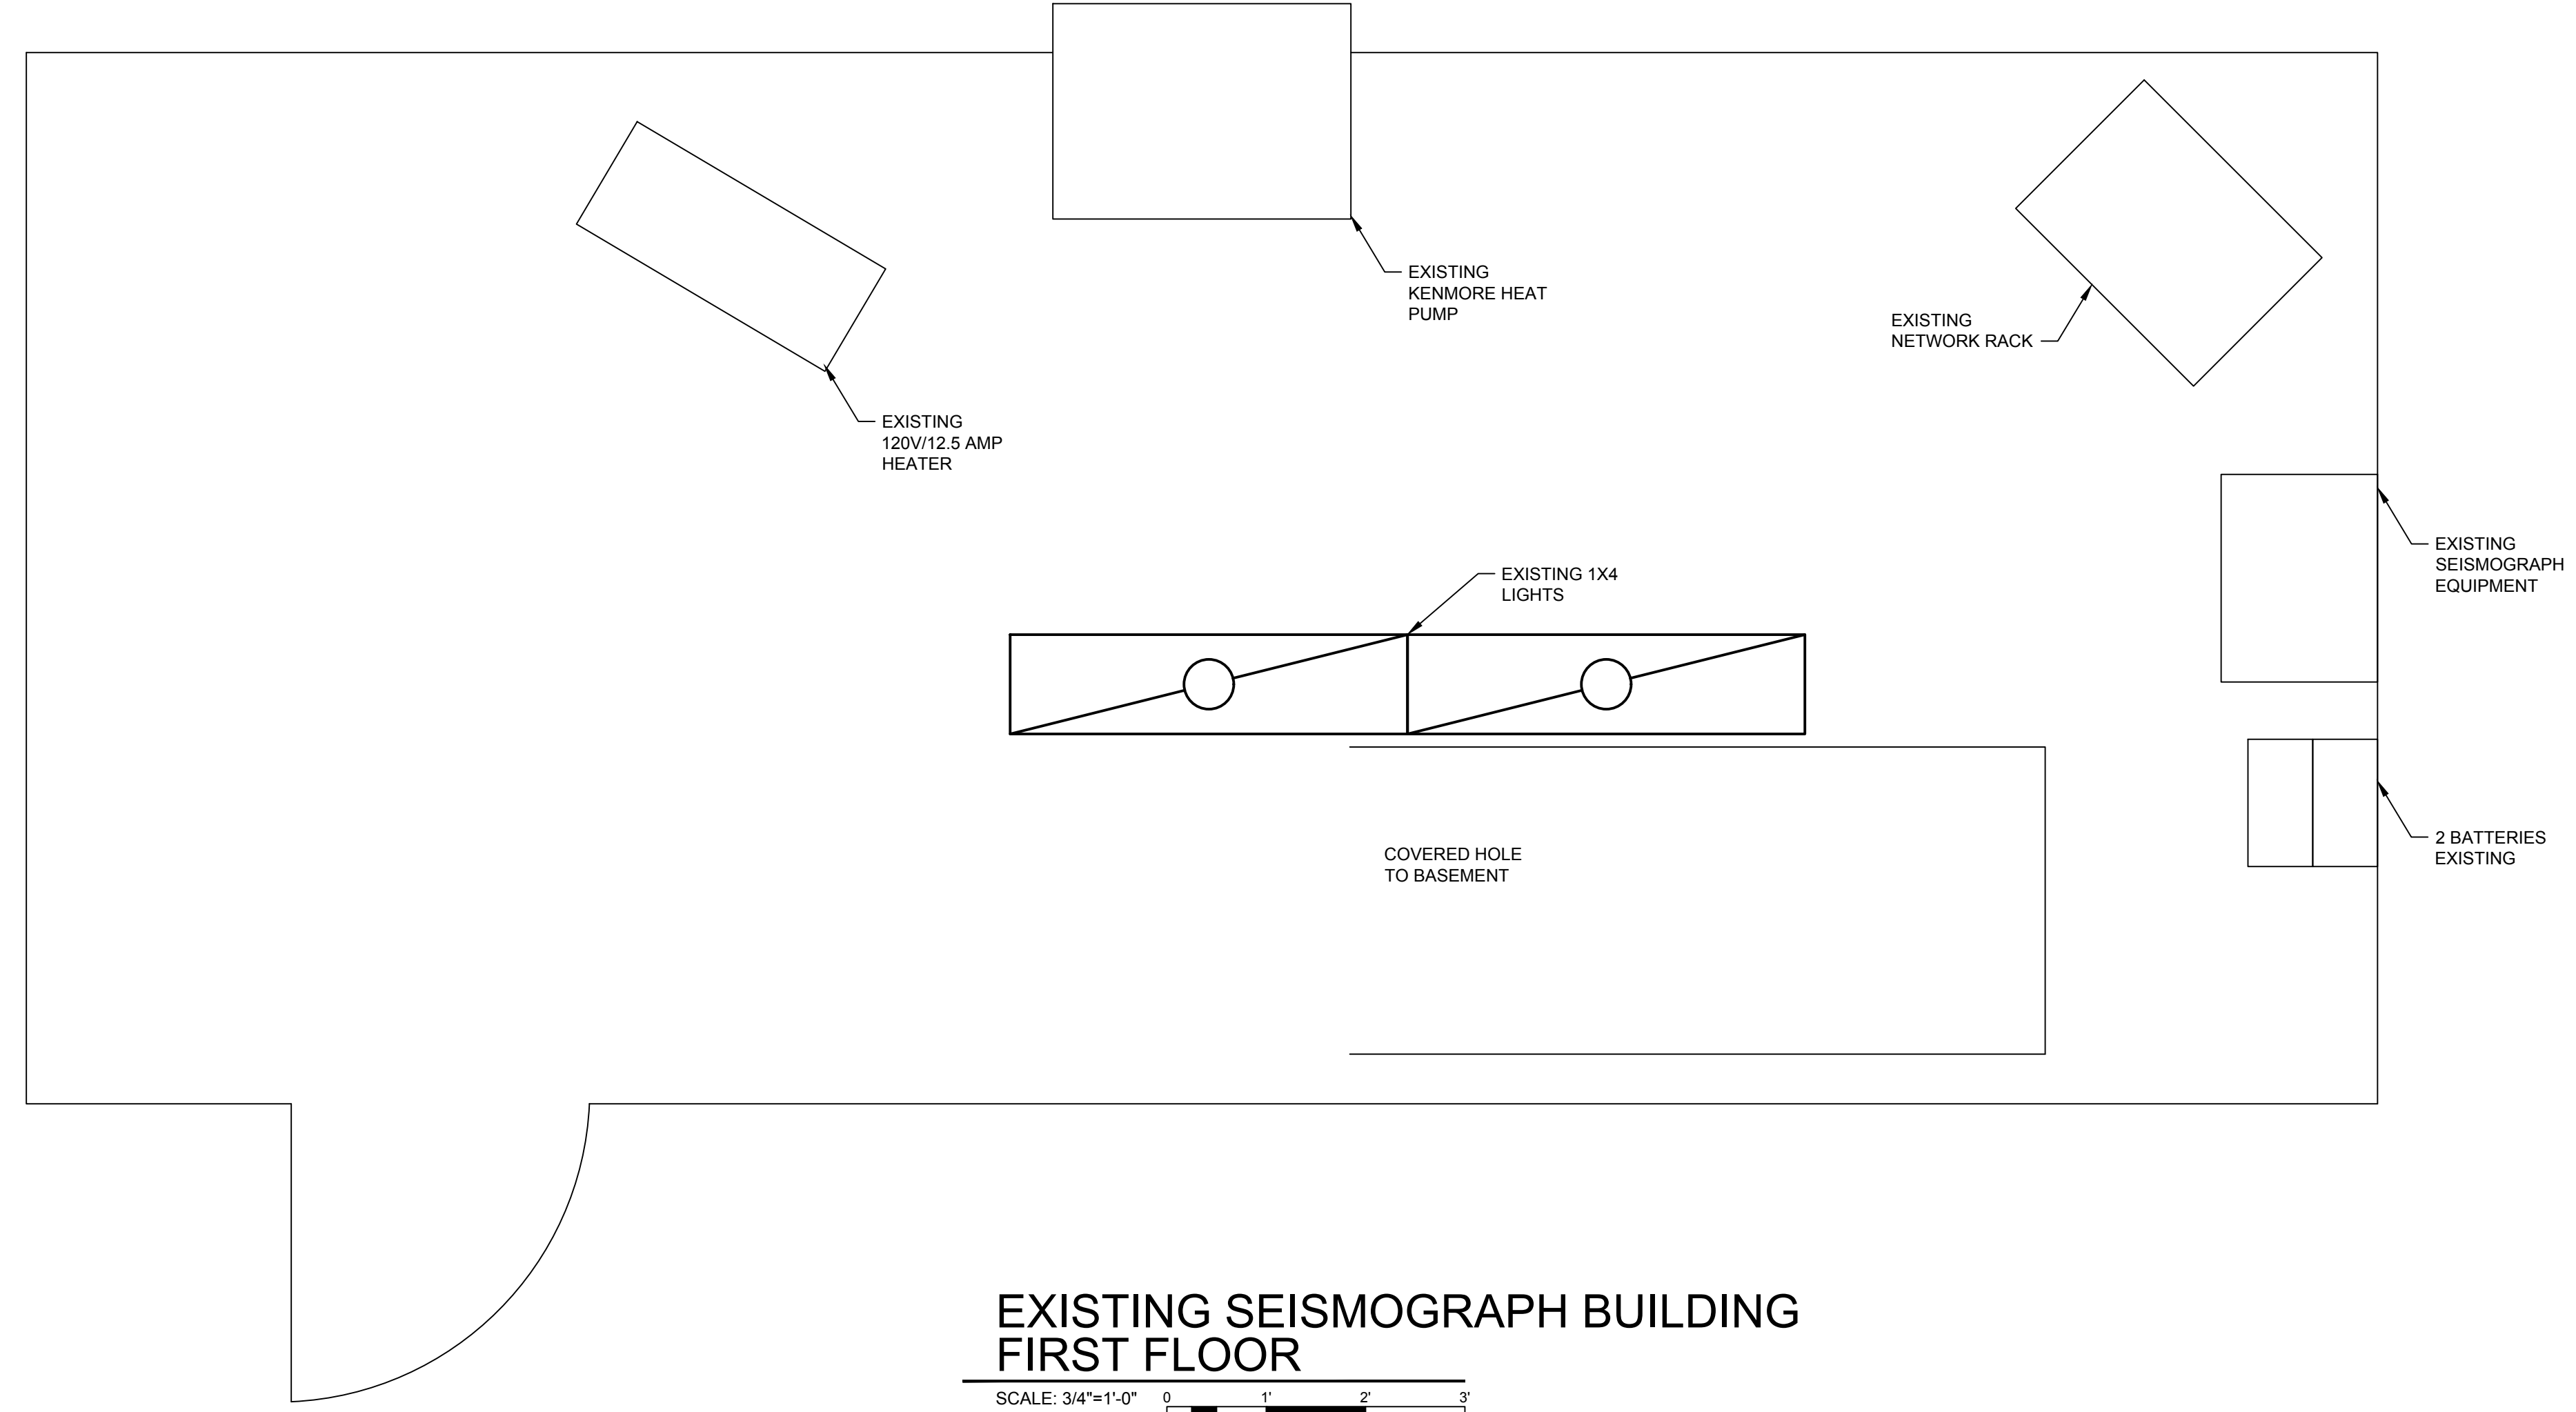 EXISTING
KENMORE HEAT
PUMP
EXISTING
NETWORK RACK
EXISTING
120V/12.5 AMP
HEATER
EXISTING
SEISMOGRAPH
EQUIPMENT
EXISTING 1X4
LIGHTS
2 BATTERIES
EXISTING
COVERED HOLE
TO BASEMENT
EXISTING SEISMOGRAPH BUILDING
FIRST FLOOR
SCALE: 3/4"=1'-0" 0 1' 2' 3'